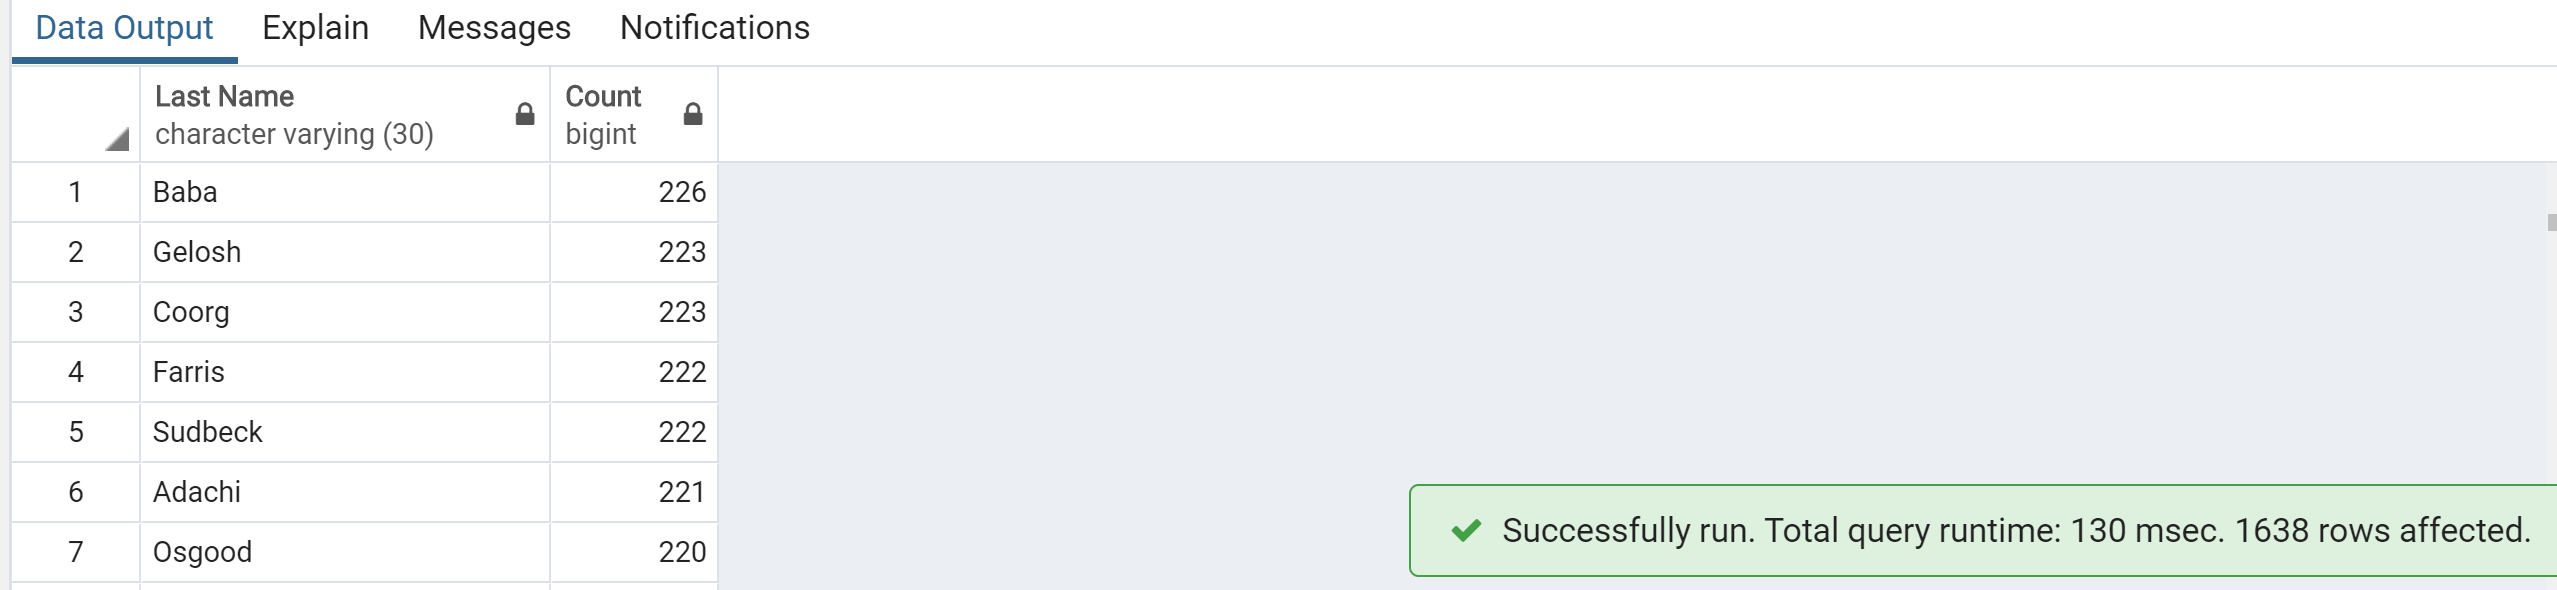 Data Output Explain Messages Notifications
Last Name Count
character varying (30) bigint
1 Baba 226
2 Gelosh 223
3 Coorg 223
4 Farris 222
5 Sudbeck 222
6 Adachi 221
7 Osgood 220
Successfully run. Total query runtime: 130 msec. 1638 rows affected.